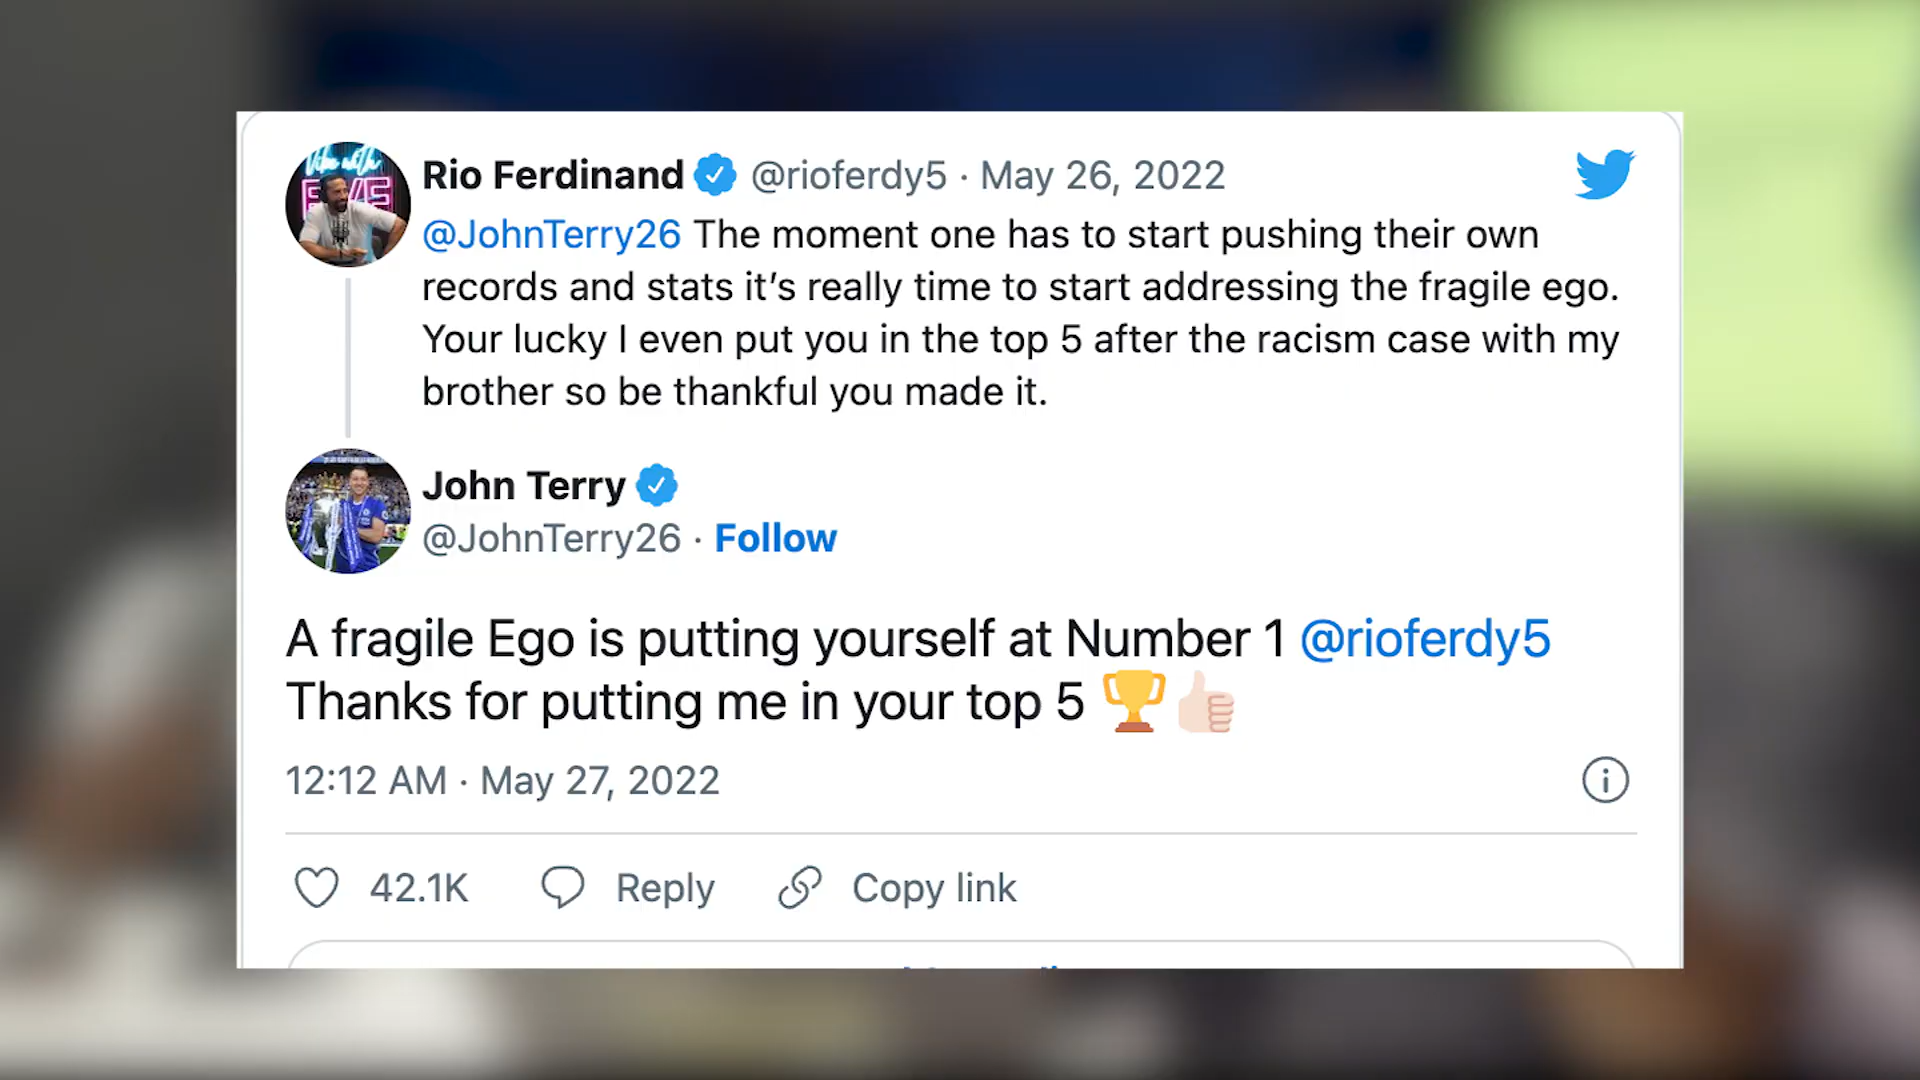 Rio Ferdinand @rioferdy5 · May 26, 2022
@JohnTerry26 The moment one has to start pushing their own
records and stats it’s really time to start addressing the fragile ego.
Your lucky I even put you in the top 5 after the racism case with my
brother so be thankful you made it.
John Terry
@JohnTerry26 · Follow
A fragile Ego is putting yourself at Number 1 @rioferdy5
Thanks for putting me in your top 5 🏆👍🏻
12:12 AM · May 27, 2022
42.1K Reply Copy link